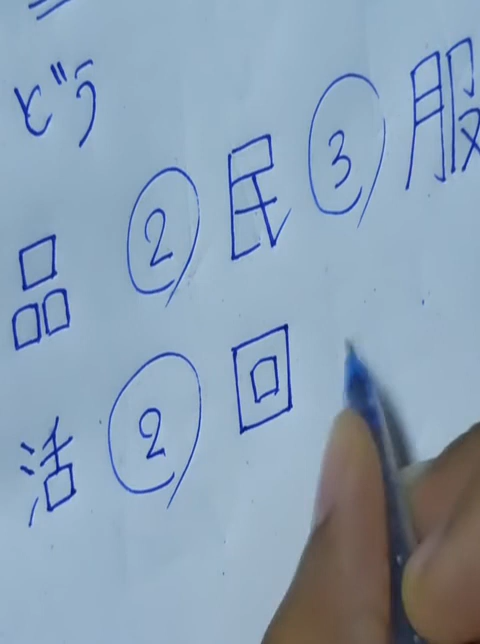 どう
品 ② 民 ③ 服
活 ② 回